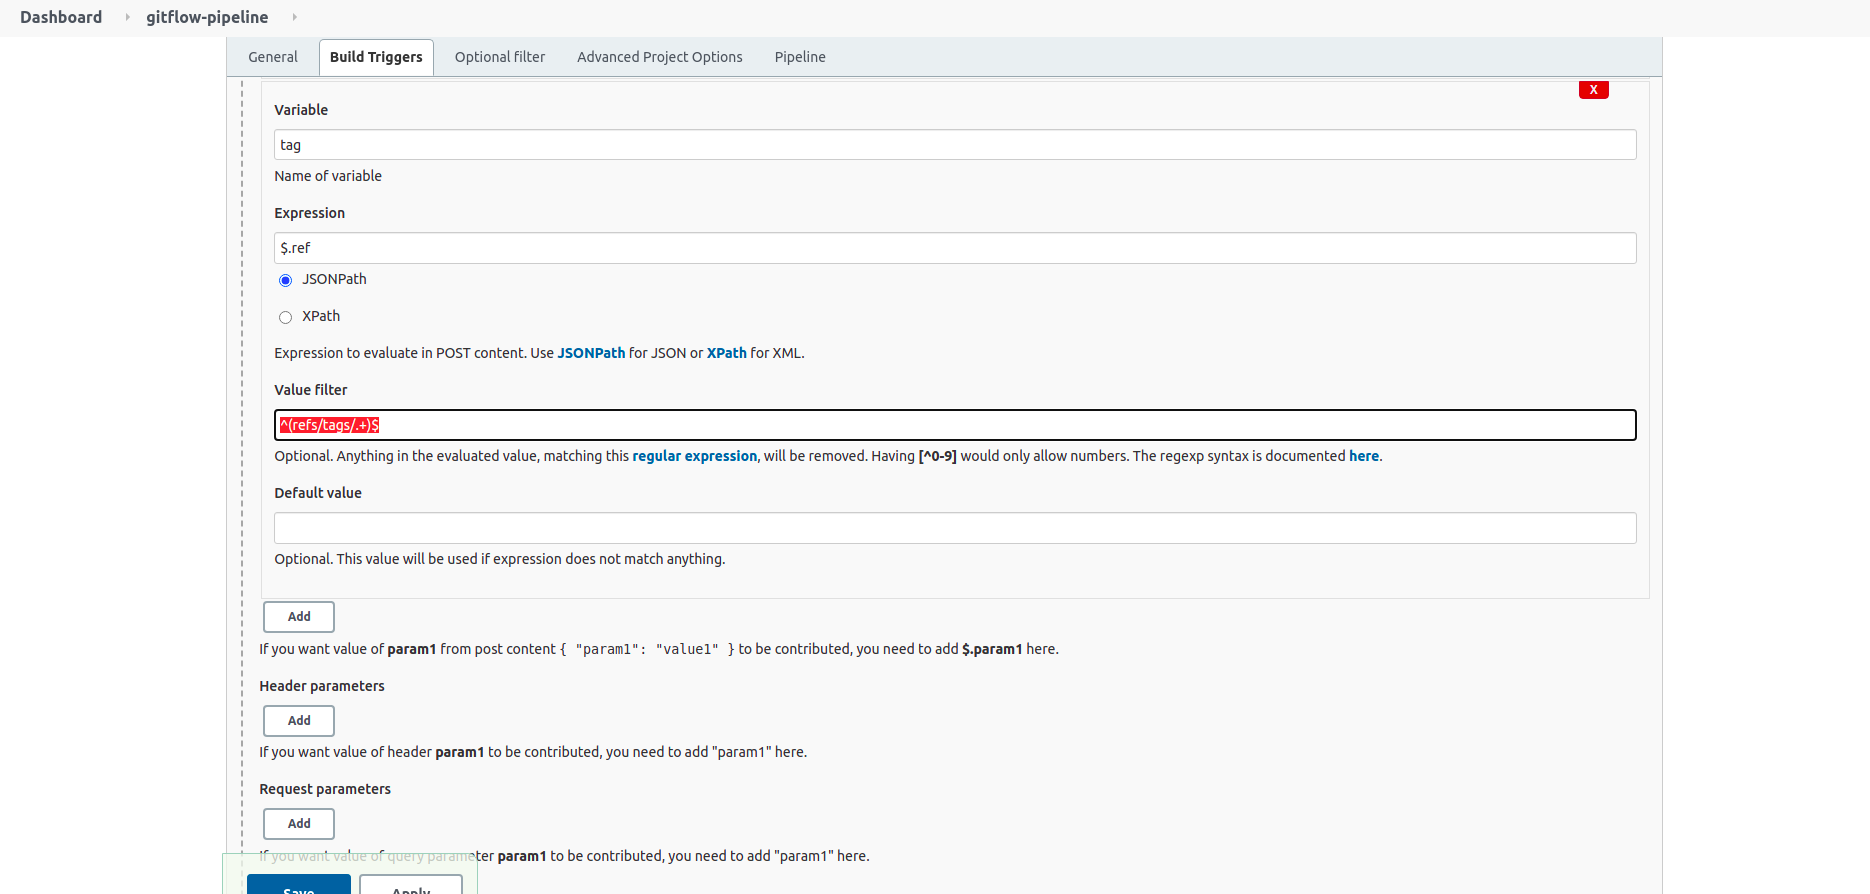 Dashboard gitflow-pipeline
General Build Triggers Optional filter Advanced Project Options Pipeline
X
Variable
tag
Name of variable
Expression
$.ref
JSONPath
XPath
Expression to evaluate in POST content. Use JSONPath for JSON or XPath for XML.
Value filter
^(refs/tags/.+)$
Optional. Anything in the evaluated value, matching this regular expression, will be removed. Having [^0-9] would only allow numbers. The regexp syntax is documented here.
Default value
Optional. This value will be used if expression does not match anything.
Add
If you want value of param1 from post content { "param1": "value1" } to be contributed, you need to add $.param1 here.
Header parameters
Add
If you want value of header param1 to be contributed, you need to add "param1" here.
Request parameters
Add
If you want value of query parameter param1 to be contributed, you need to add "param1" here.
Save Apply